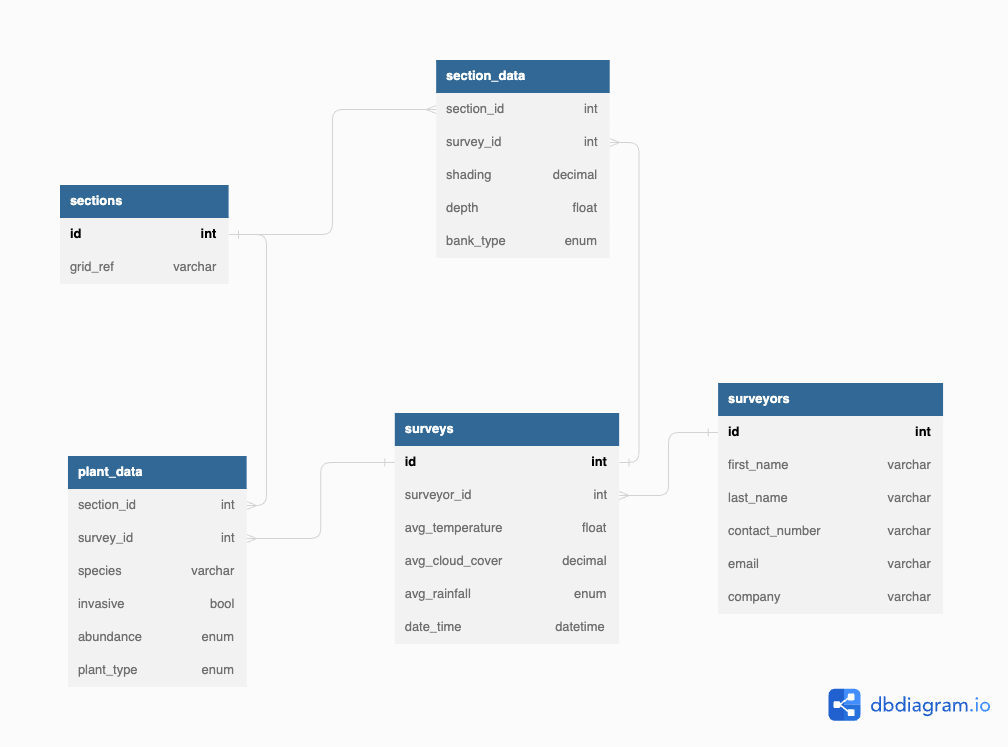 section_data
section_id int
survey_id int
shading decimal
depth float
bank_type enum
sections
id int
grid_ref varchar
surveyors
id int
first_name varchar
last_name varchar
contact_number varchar
email varchar
company varchar
surveys
id int
surveyor_id int
avg_temperature float
avg_cloud_cover decimal
avg_rainfall enum
date_time datetime
plant_data
section_id int
survey_id int
species varchar
invasive bool
abundance enum
plant_type enum
dbdiagram.io